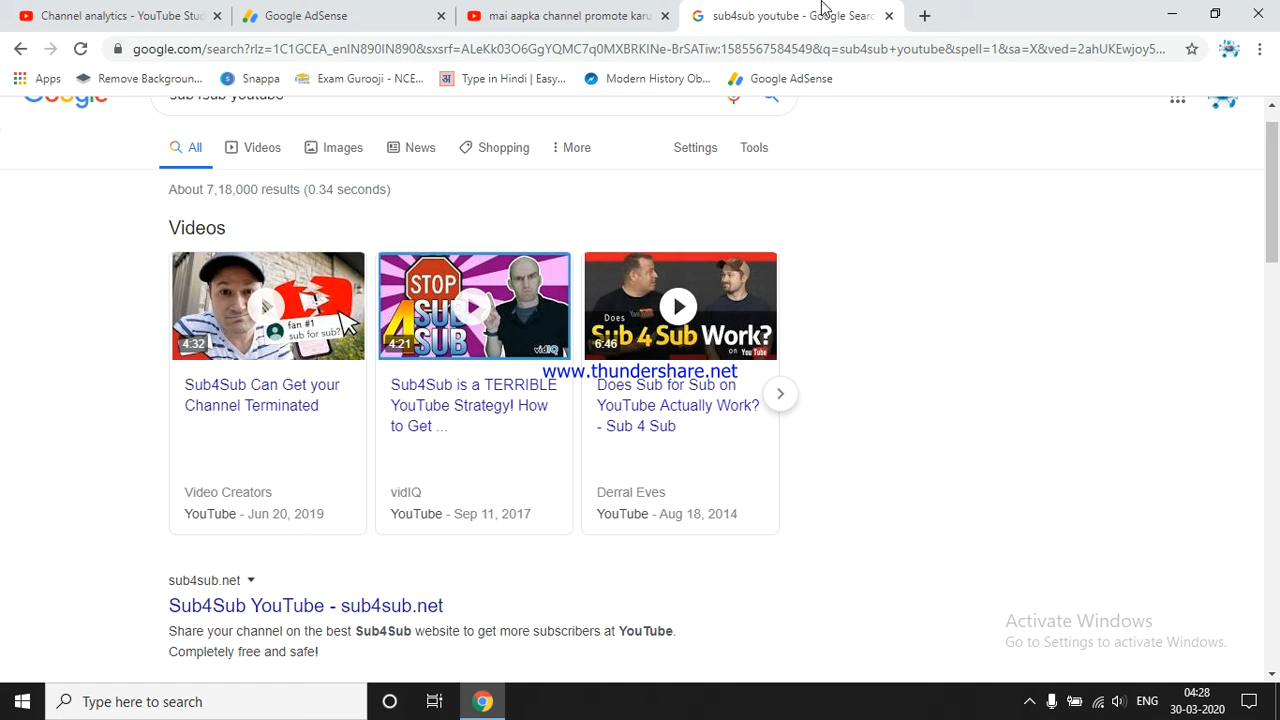 Channel analytics - YouTube Stud
Google AdSense
mai aapka channel promote karu
sub4sub youtube - Google Searc
google.com/search?rlz=1C1GCEA_enIN890IN890&sxsrf=ALeKk03O6GgYQMC7q0MXBRKINe-BrSATiw:1585567584549&q=sub4sub+youtube&spell=1&sa=X&ved=2ahUKEwjoy5...
Apps
Remove Backgroun...
Snappa
Exam Gurooji - NCE...
अ Type in Hindi | Easy...
Modern History Ob...
Google AdSense
Google
sub4sub youtube
All
Videos
Images
News
Shopping
More
Settings
Tools
About 7,18,000 results (0.34 seconds)
Videos
fan #1
sub for sub?
4:32
STOP
4 SUB
SUB
4:21
vidIQ
Does
Sub 4 Sub Work?
on YouTube
6:46
www.thundershare.net
Sub4Sub Can Get your
Channel Terminated
Video Creators
YouTube - Jun 20, 2019
Sub4Sub is a TERRIBLE
YouTube Strategy! How
to Get ...
vidIQ
YouTube - Sep 11, 2017
Does Sub for Sub on
YouTube Actually Work?
- Sub 4 Sub
Derral Eves
YouTube - Aug 18, 2014
sub4sub.net
Sub4Sub YouTube - sub4sub.net
Share your channel on the best Sub4Sub website to get more subscribers at YouTube.
Completely free and safe!
Activate Windows
Go to Settings to activate Windows.
Type here to search
ENG
04:28
30-03-2020